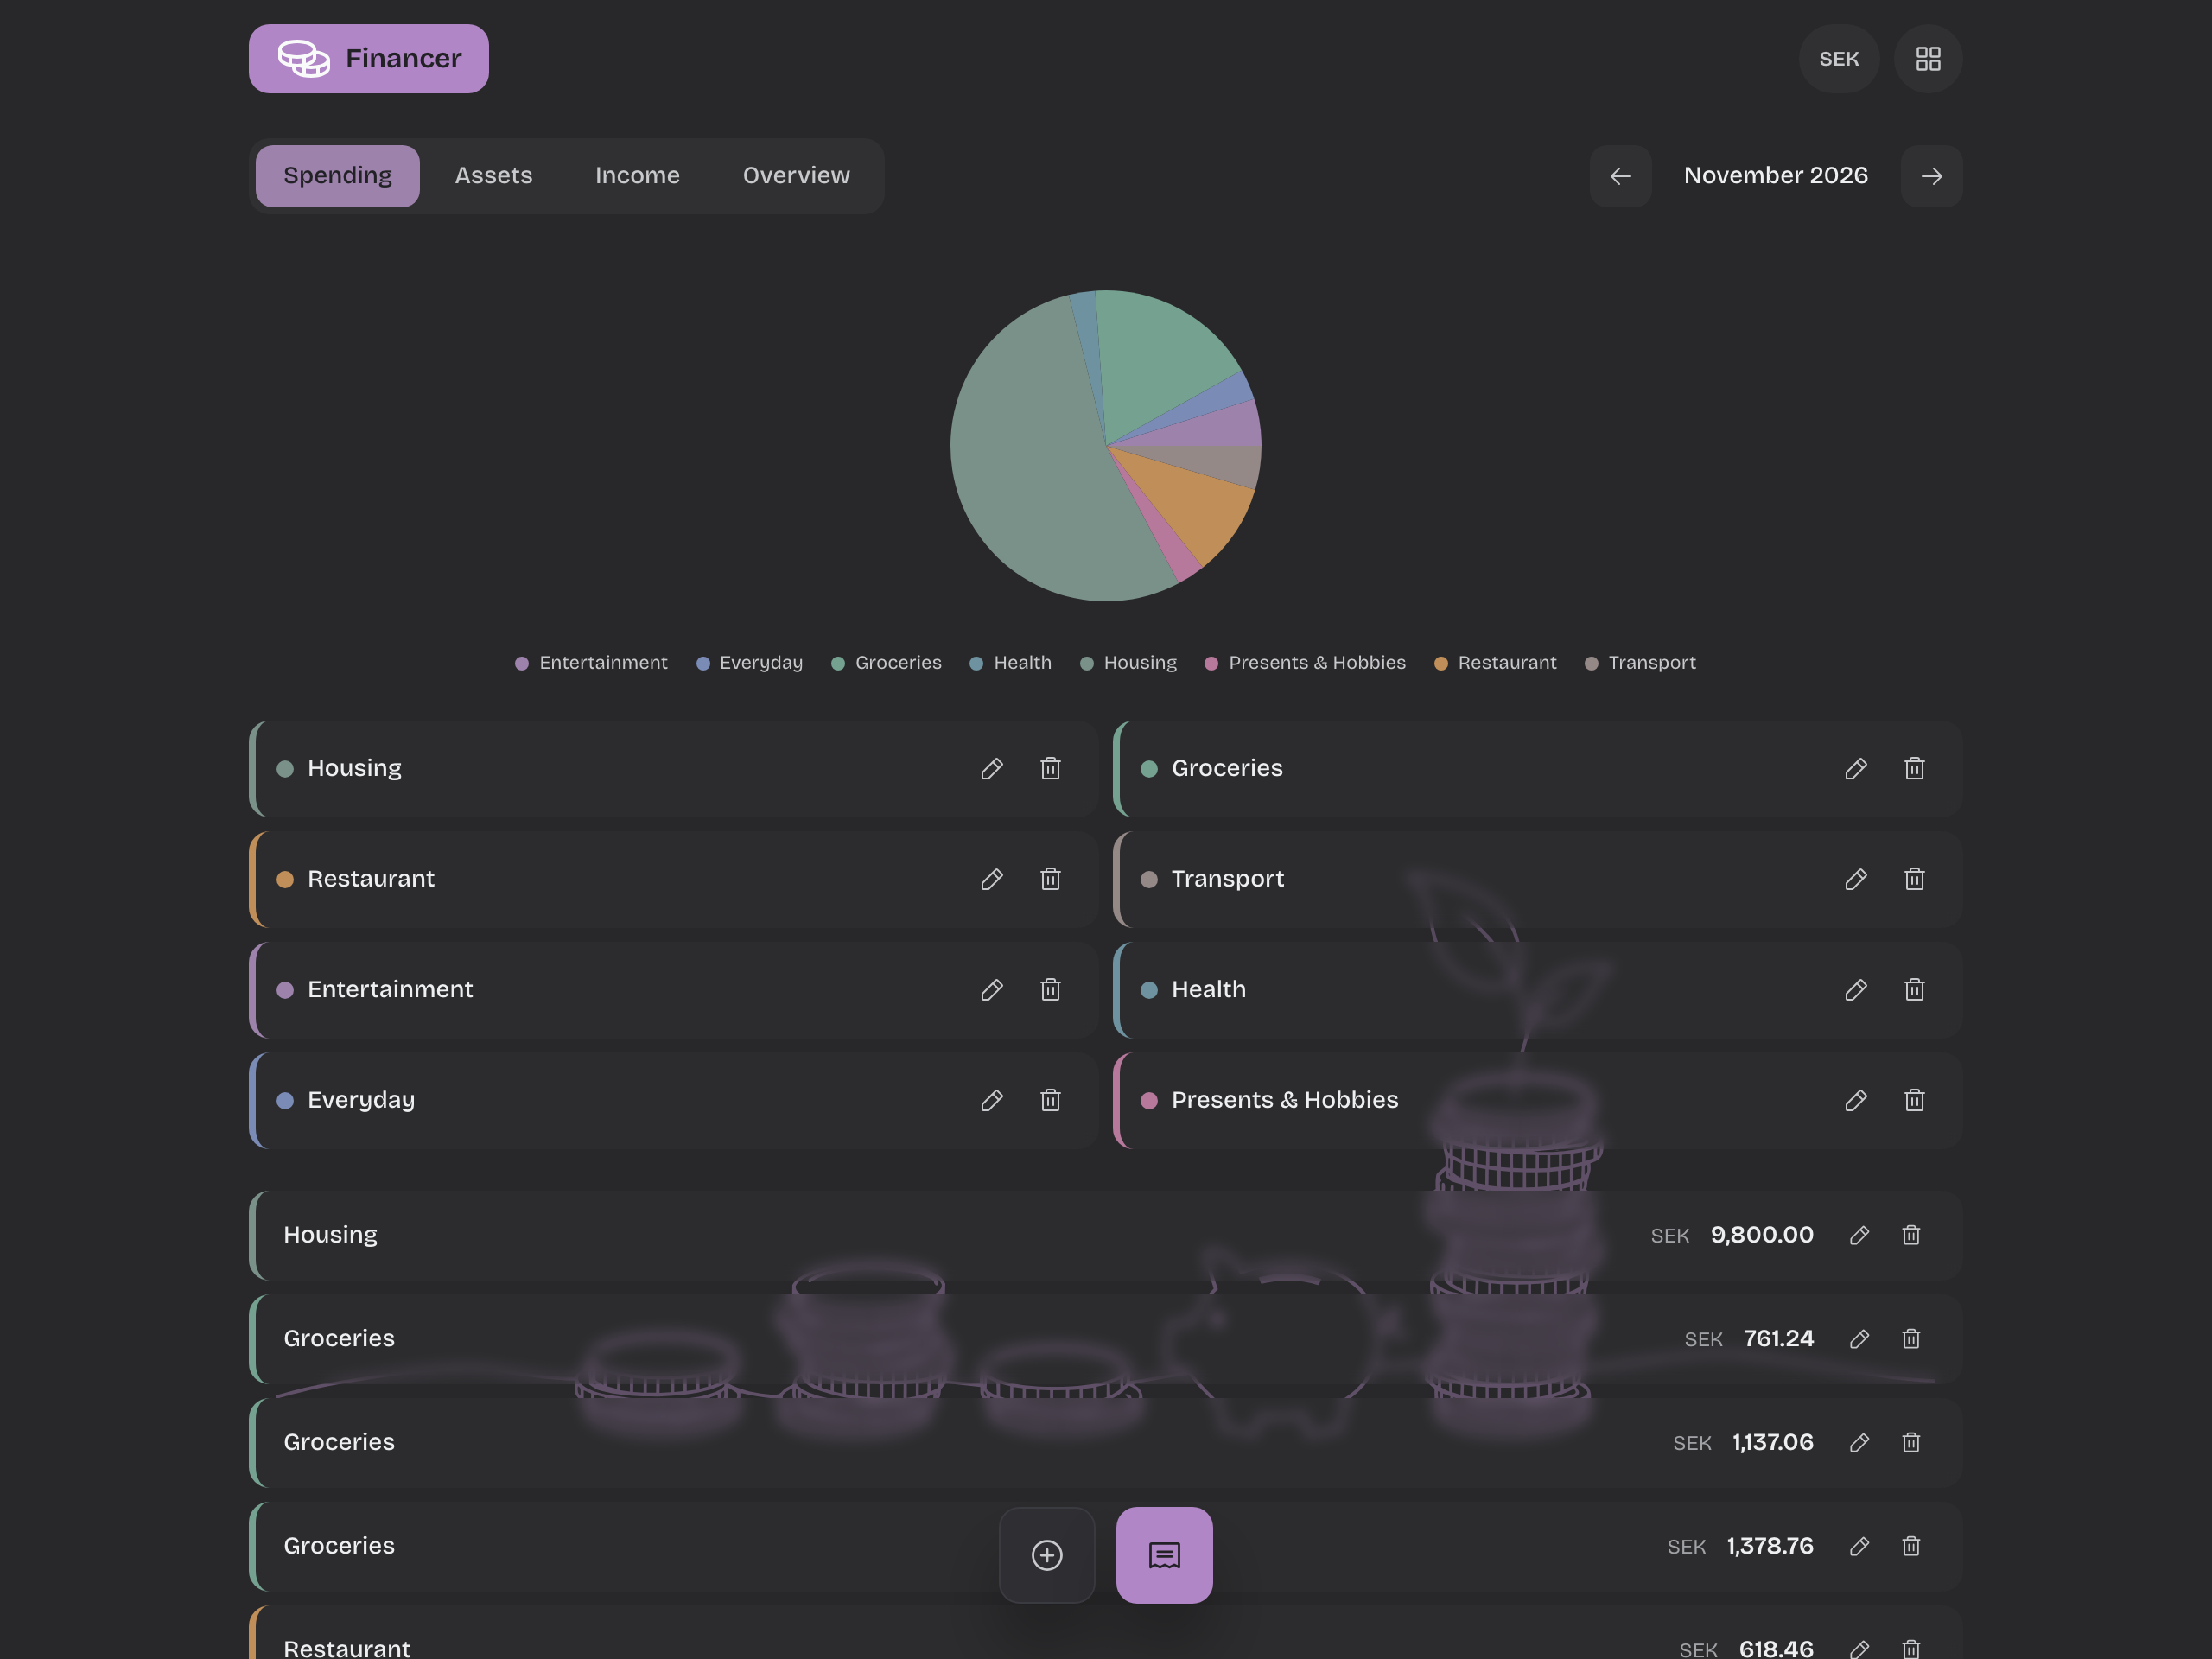 Financer SEK
Spending Assets Income Overview November 2026
Entertainment Everyday Groceries Health Housing Presents & Hobbies Restaurant Transport
Housing Groceries
Restaurant Transport
Entertainment Health
Everyday Presents & Hobbies
Housing SEK 9,800.00
Groceries SEK 761.24
Groceries SEK 1,137.06
Groceries SEK 1,378.76
Restaurant SEK 618.46